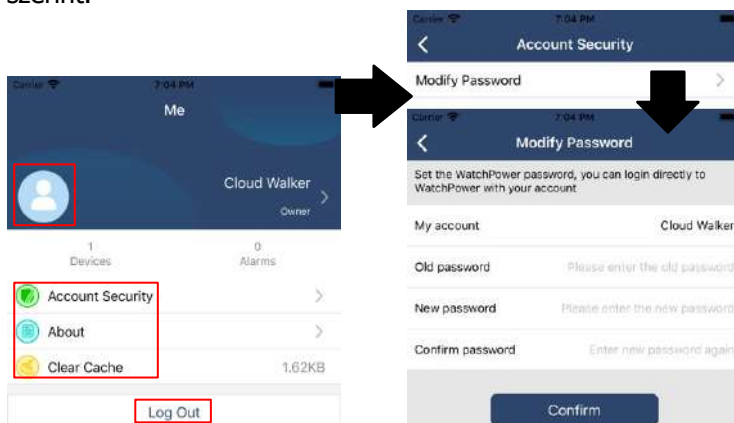 szerint.
Carrier 7:04 PM
Me
Cloud Walker
Owner
1
Devices
0
Alarms
Account Security
About
Clear Cache 1.62KB
Log Out
Carrier 7:04 PM
Account Security
Modify Password
Carrier 7:04 PM
Modify Password
Set the WatchPower password, you can login directly to
WatchPower with your account
My account Cloud Walker
Old password Please enter the old password
New password Please enter the new password
Confirm password Enter new password again
Confirm